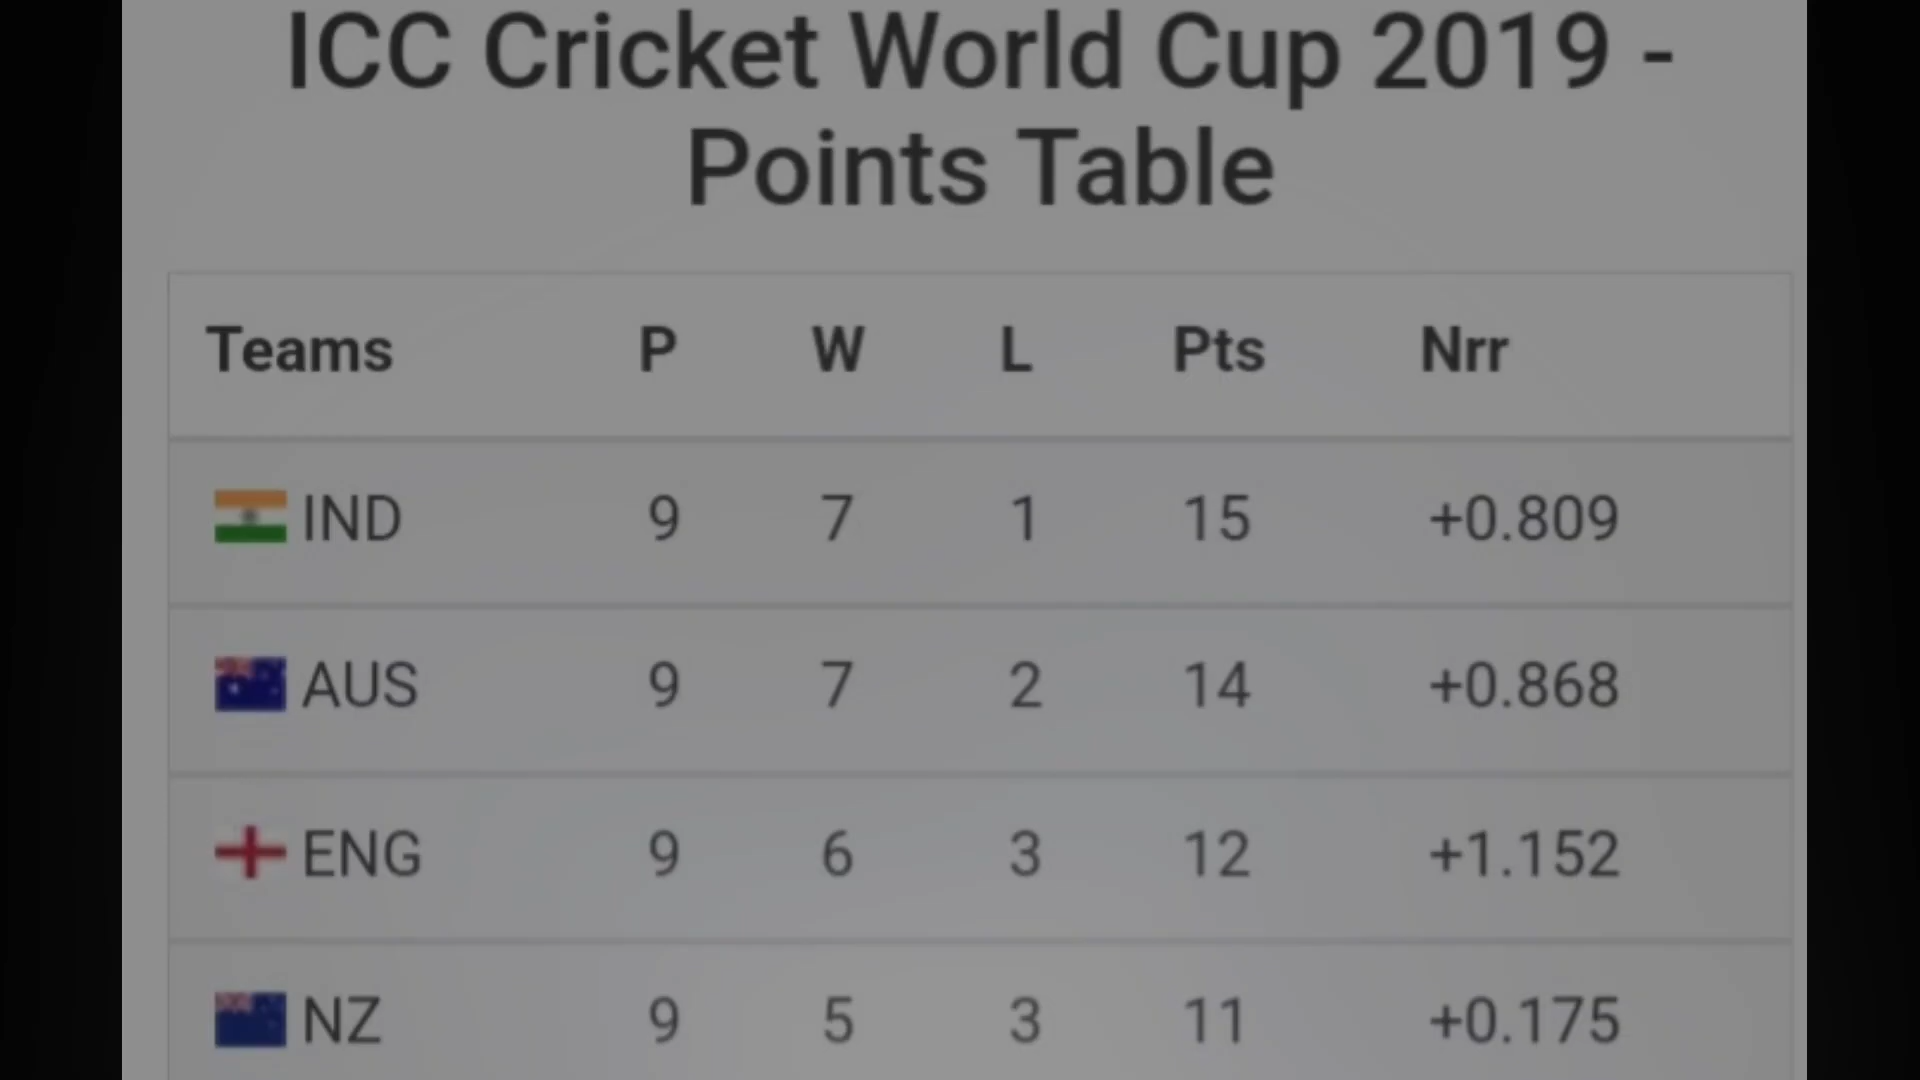 ICC Cricket World Cup 2019 -
Points Table
Teams P W L Pts Nrr
IND 9 7 1 15 +0.809
AUS 9 7 2 14 +0.868
ENG 9 6 3 12 +1.152
NZ 9 5 3 11 +0.175